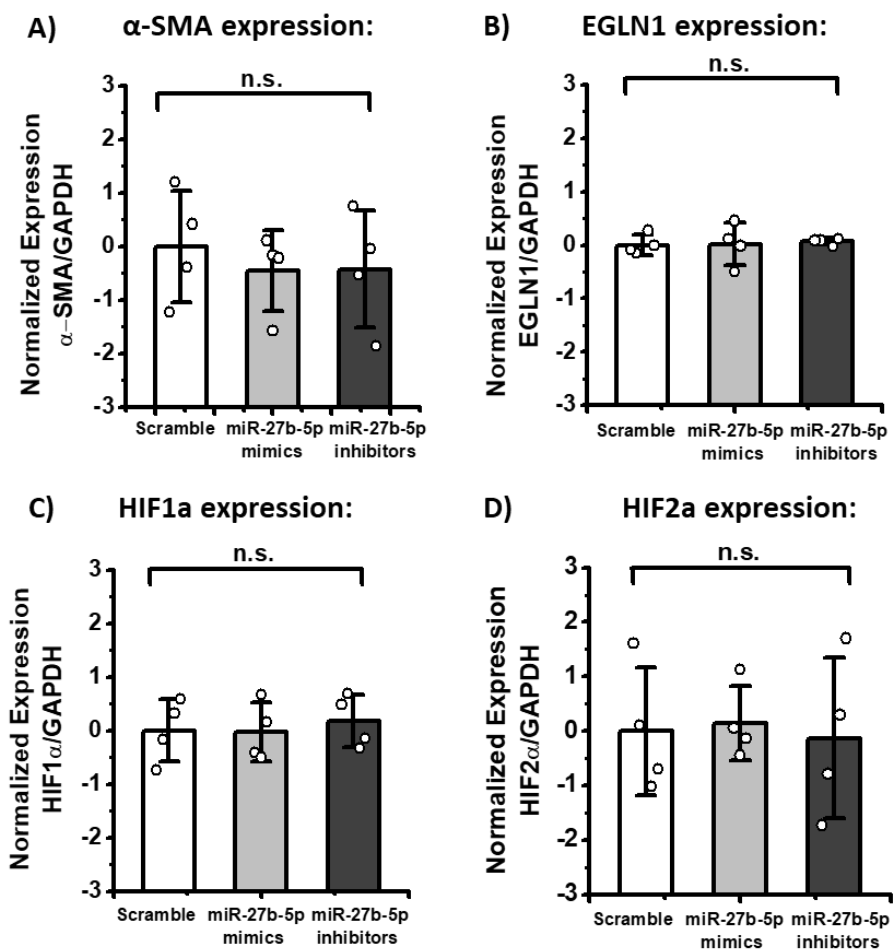 A) α-SMA expression:
n.s.
Normalized Expression
α-SMA/GAPDH
3
2
1
0
-1
-2
-3
Scramble miR-27b-5p miR-27b-5p
mimics inhibitors
B) EGLN1 expression:
n.s.
Normalized Expression
EGLN1/GAPDH
3
2
1
0
-1
-2
-3
Scramble miR-27b-5p miR-27b-5p
mimics inhibitors
C) HIF1a expression:
n.s.
Normalized Expression
HIF1α/GAPDH
3
2
1
0
-1
-2
-3
Scramble miR-27b-5p miR-27b-5p
mimics inhibitors
D) HIF2a expression:
n.s.
Normalized Expression
HIF2α/GAPDH
3
2
1
0
-1
-2
-3
Scramble miR-27b-5p miR-27b-5p
mimics inhibitors